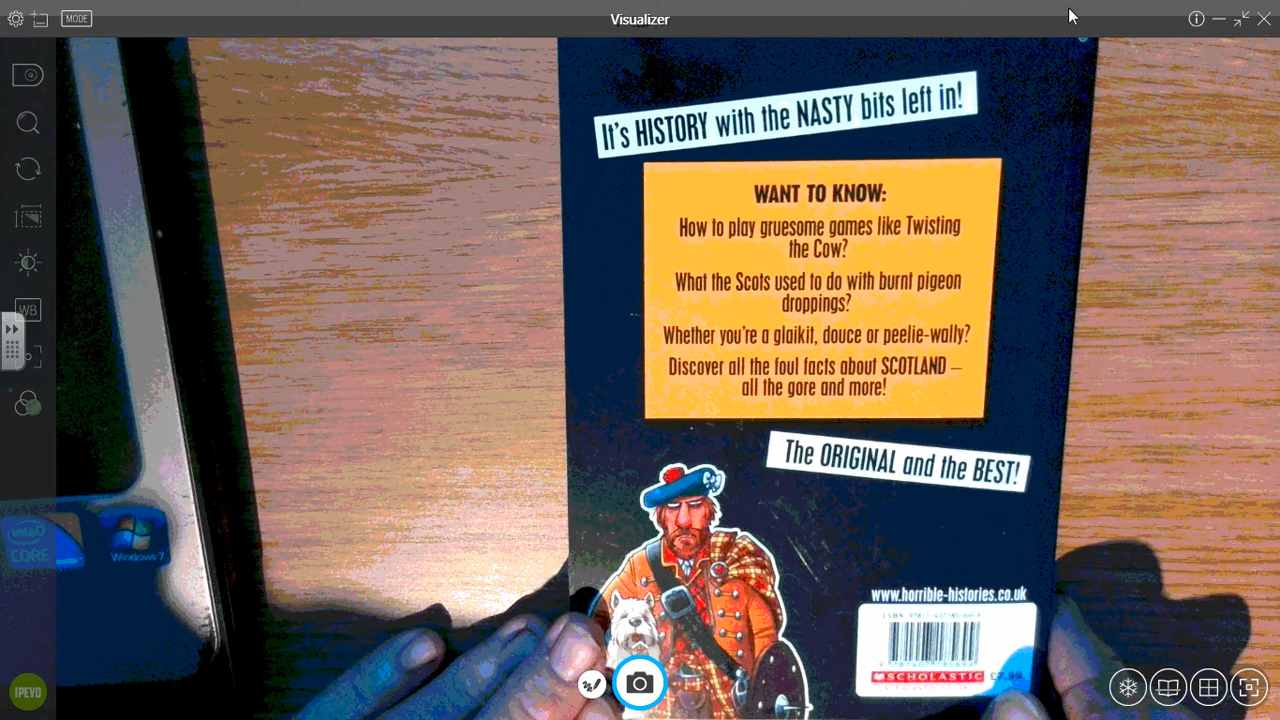 MODE
Visualizer
It's HISTORY with the NASTY bits left in!
WANT TO KNOW:
How to play gruesome games like Twisting
the Cow?
What the Scots used to do with burnt pigeon
droppings?
Whether you're a glaikit, douce or peelie-wally?
Discover all the foul facts about SCOTLAND –
all the gore and more!
The ORIGINAL and the BEST!
www.horrible-histories.co.uk
SCHOLASTIC
£7.99
WB
intel
CORE
Windows 7
IPEVO